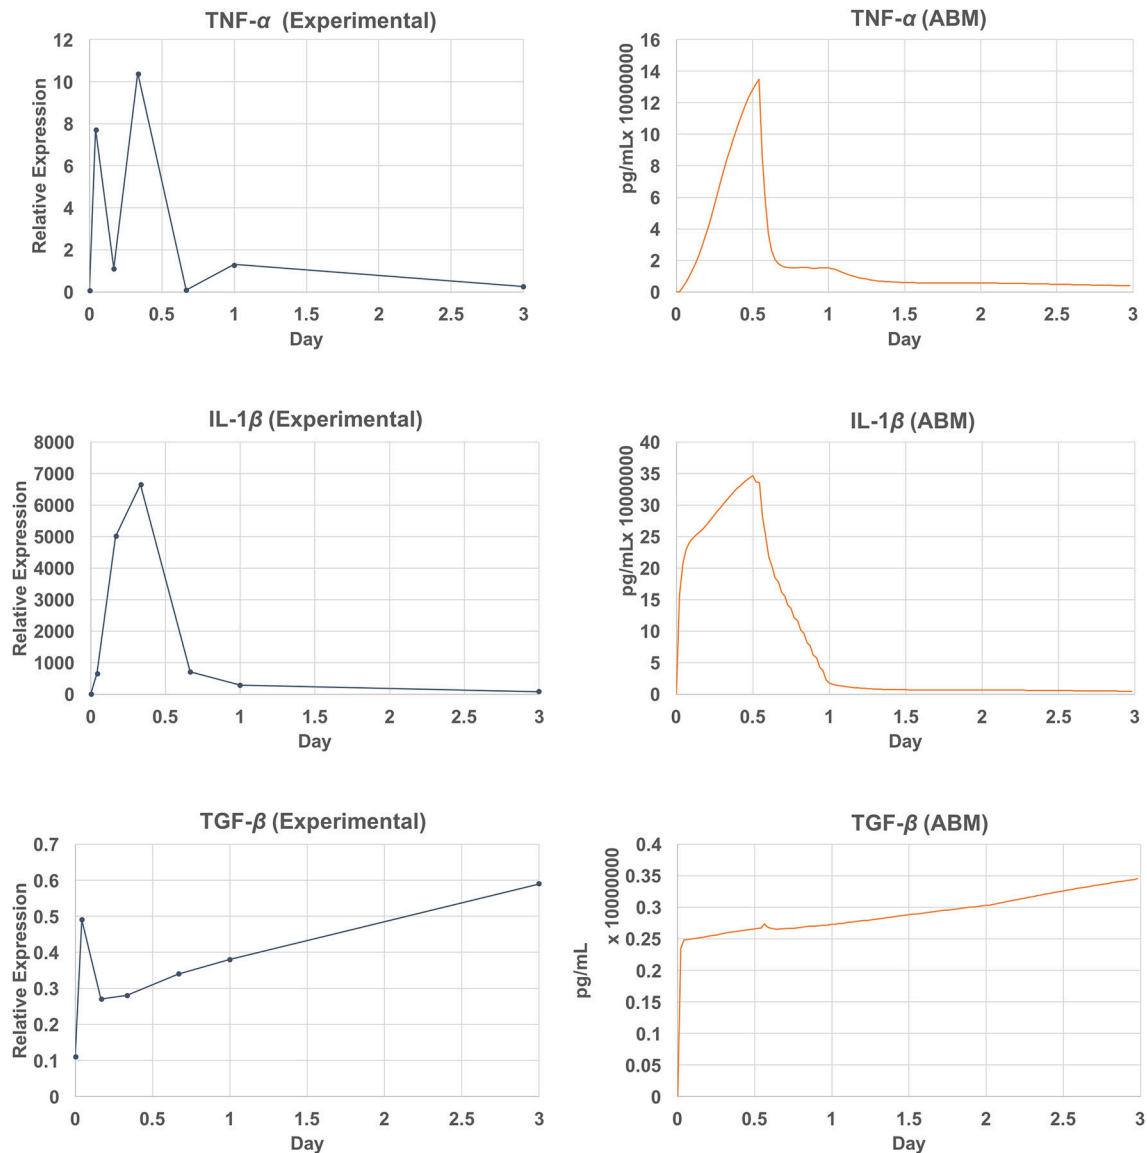 TNF-α (Experimental)
Relative Expression
12
10
8
6
4
2
0
0 0.5 1 1.5 2 2.5 3
Day
TNF-α (ABM)
pg/mLx 10000000
16
14
12
10
8
6
4
2
0
0 0.5 1 1.5 2 2.5 3
Day
IL-1β (Experimental)
Relative Expression
8000
7000
6000
5000
4000
3000
2000
1000
0
0 0.5 1 1.5 2 2.5 3
Day
IL-1β (ABM)
pg/mLx 10000000
40
35
30
25
20
15
10
5
0
0 0.5 1 1.5 2 2.5 3
Day
TGF-β (Experimental)
Relative Expression
0.7
0.6
0.5
0.4
0.3
0.2
0.1
0
0 0.5 1 1.5 2 2.5 3
Day
TGF-β (ABM)
pg/mL
x 10000000
0.4
0.35
0.3
0.25
0.2
0.15
0.1
0.05
0
0 0.5 1 1.5 2 2.5 3
Day